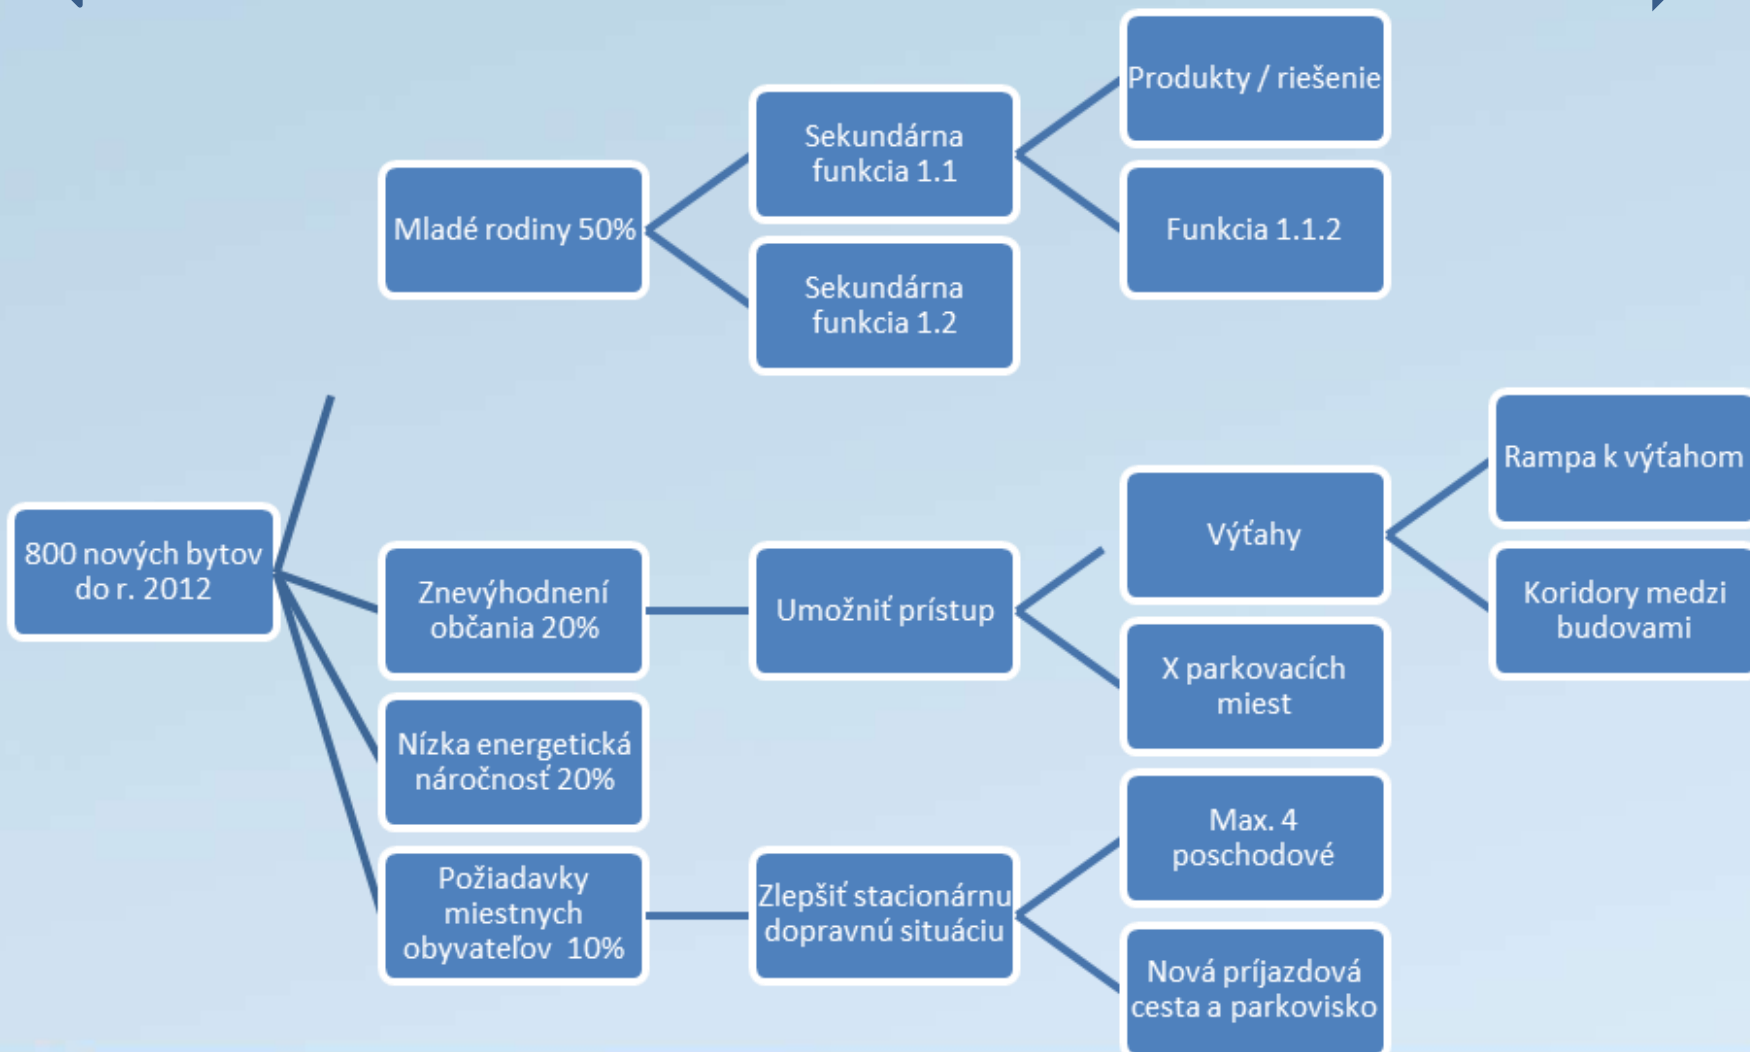 Produkty / riešenie
Sekundárna
funkcia 1.1
Mladé rodiny 50%
Funkcia 1.1.2
Sekundárna
funkcia 1.2
Rampa k výťahom
Výťahy
800 nových bytov
do r. 2012
Znevýhodnení
občania 20%
Umožniť prístup
Koridory medzi
budovami
X parkovacích
miest
Nízka energetická
náročnosť 20%
Max. 4
poschodové
Požiadavky
miestnych
obyvateľov 10%
Zlepšiť stacionárnu
dopravnú situáciu
Nová príjazdová
cesta a parkovisko